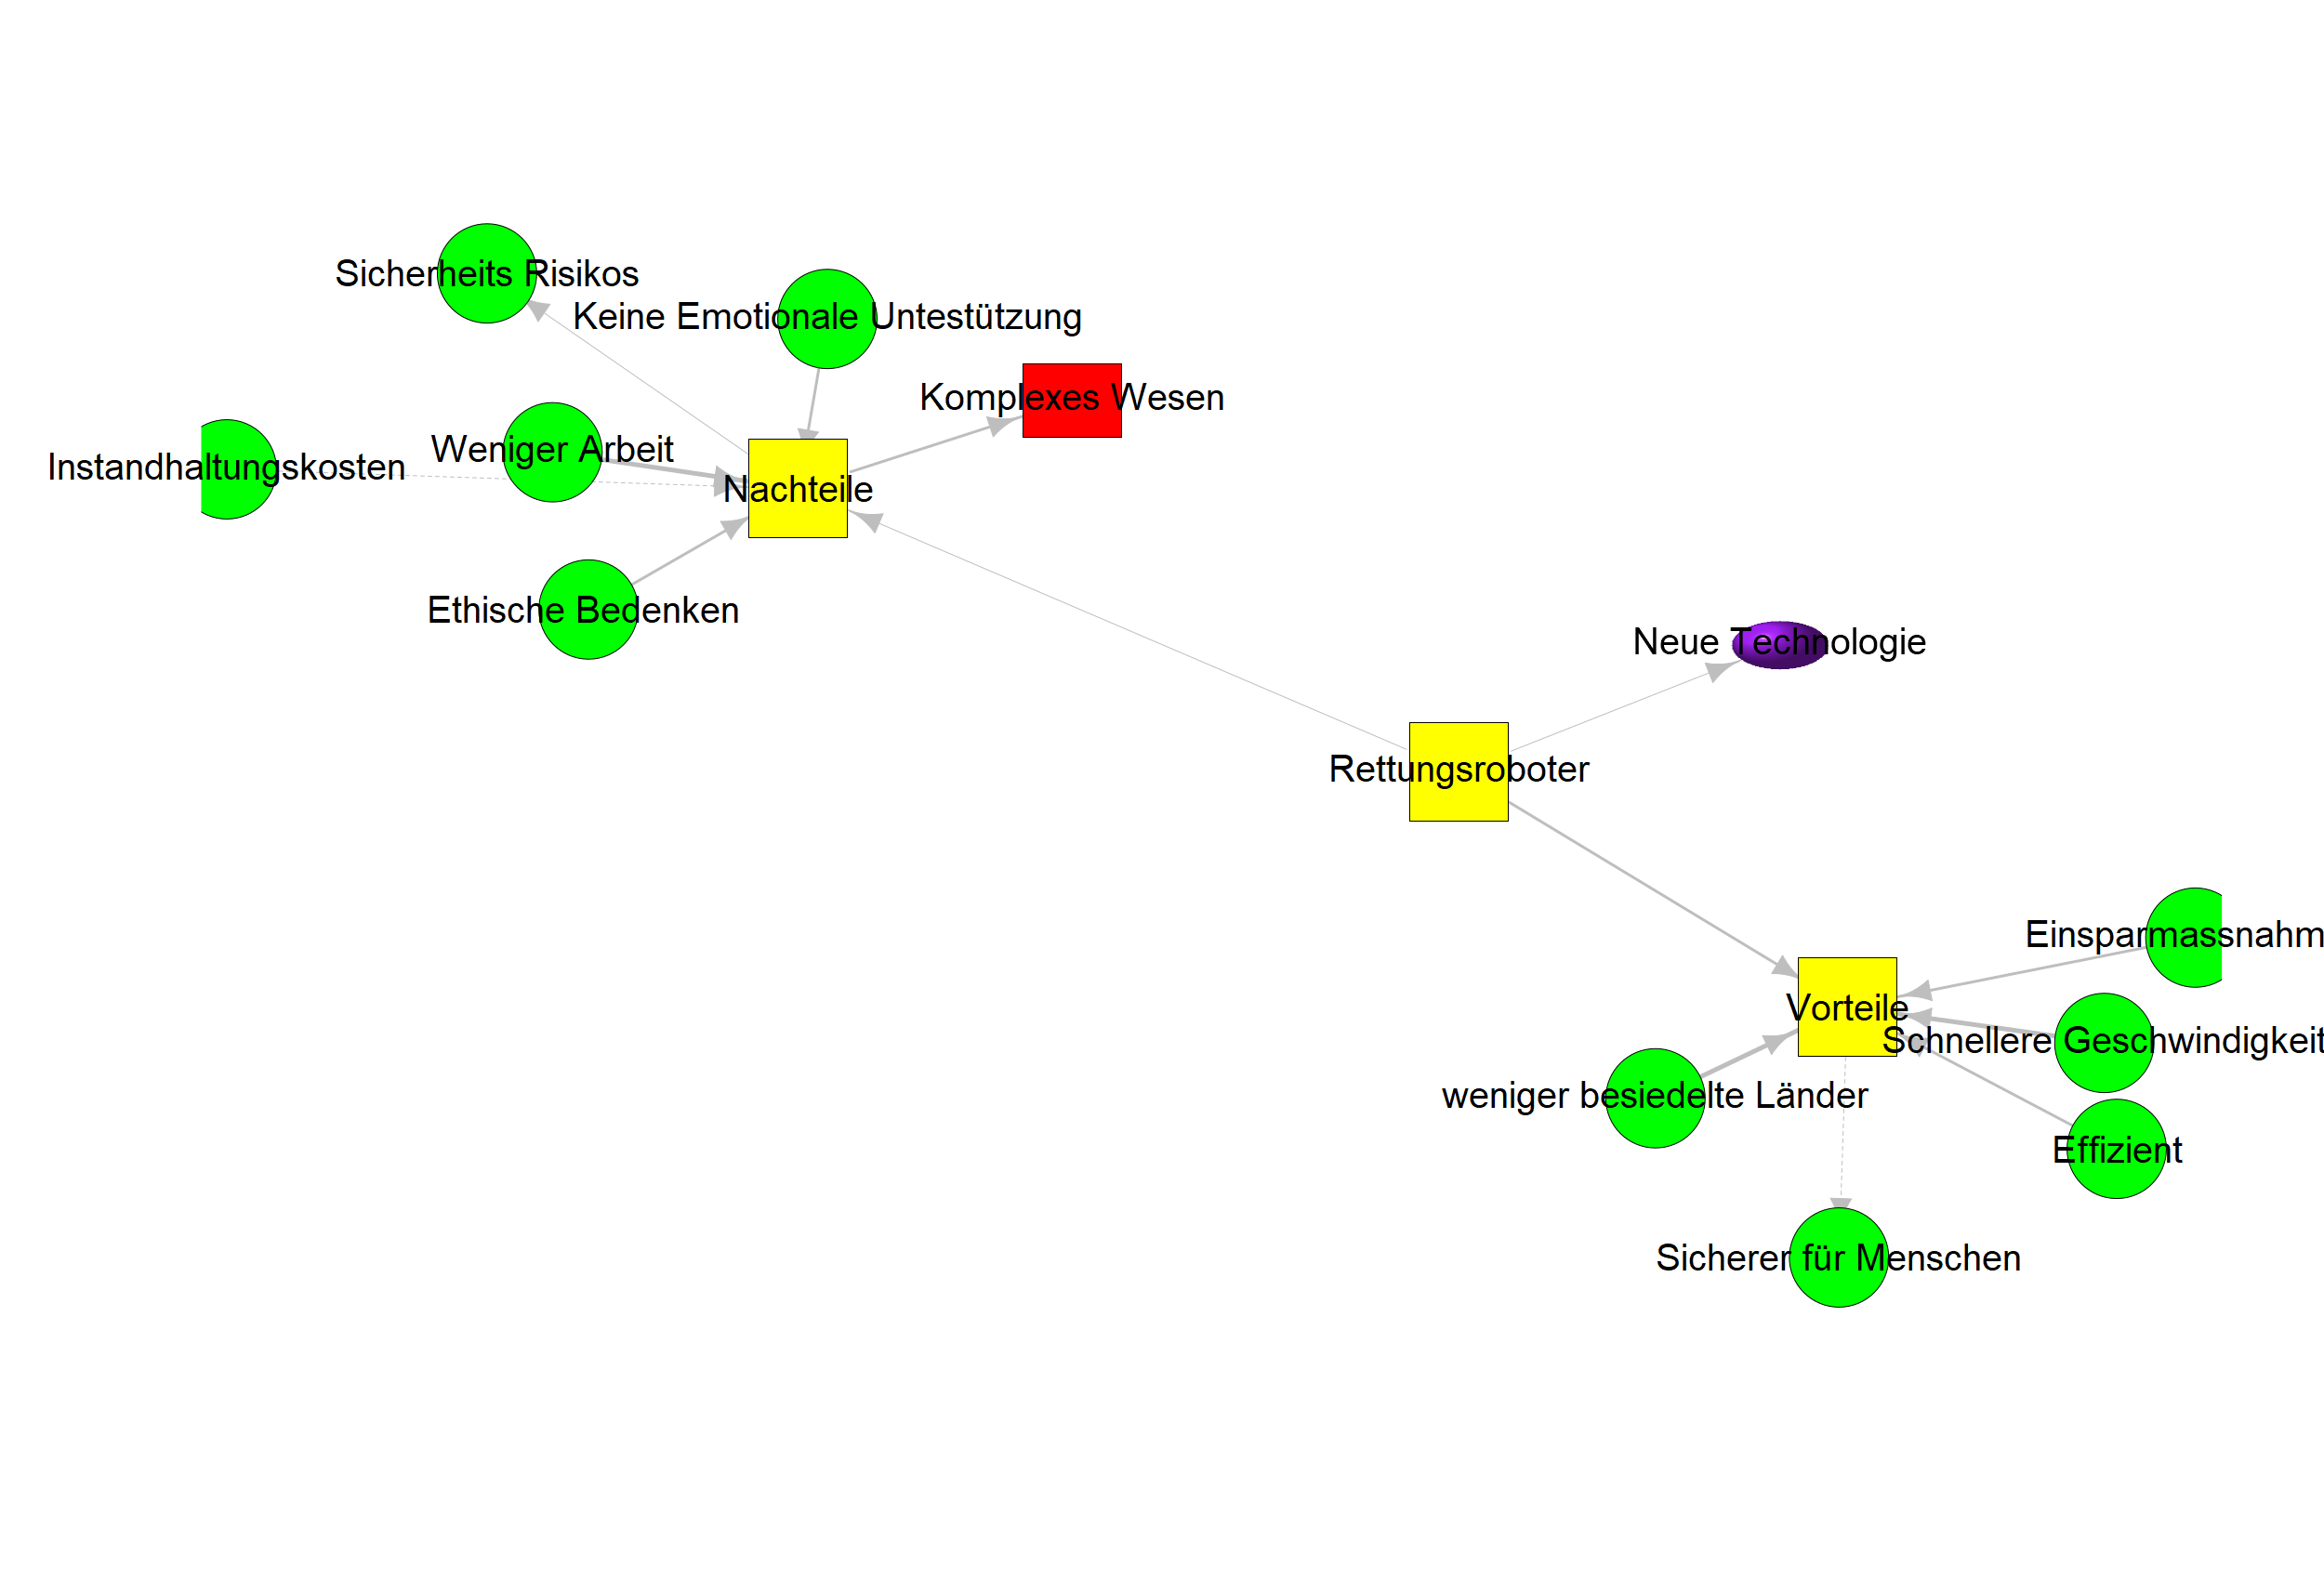 Sicherheits Risikos
Keine Emotionale Untestützung
Komplexes Wesen
Weniger Arbeit
Instandhaltungskosten
Nachteile
Ethische Bedenken
Neue Technologie
Rettungsroboter
Einsparmassnahm
Vorteile
Schnellere Geschwindigkeit
weniger besiedelte Länder
Effizient
Sicherer für Menschen